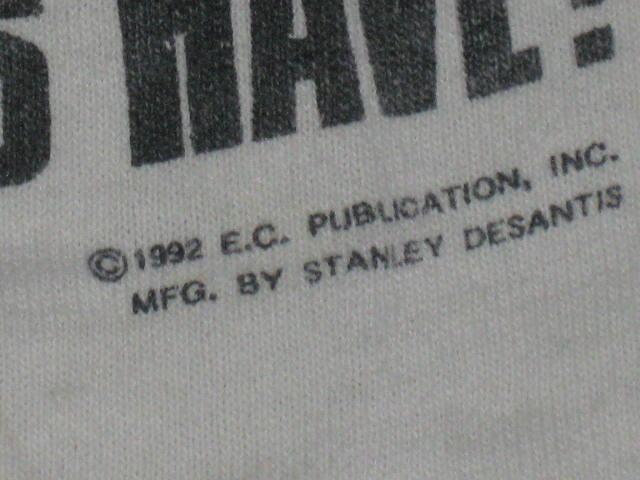 S HAVE!
©1992 E.C. PUBLICATION, INC.
MFG. BY STANLEY DESANTIS